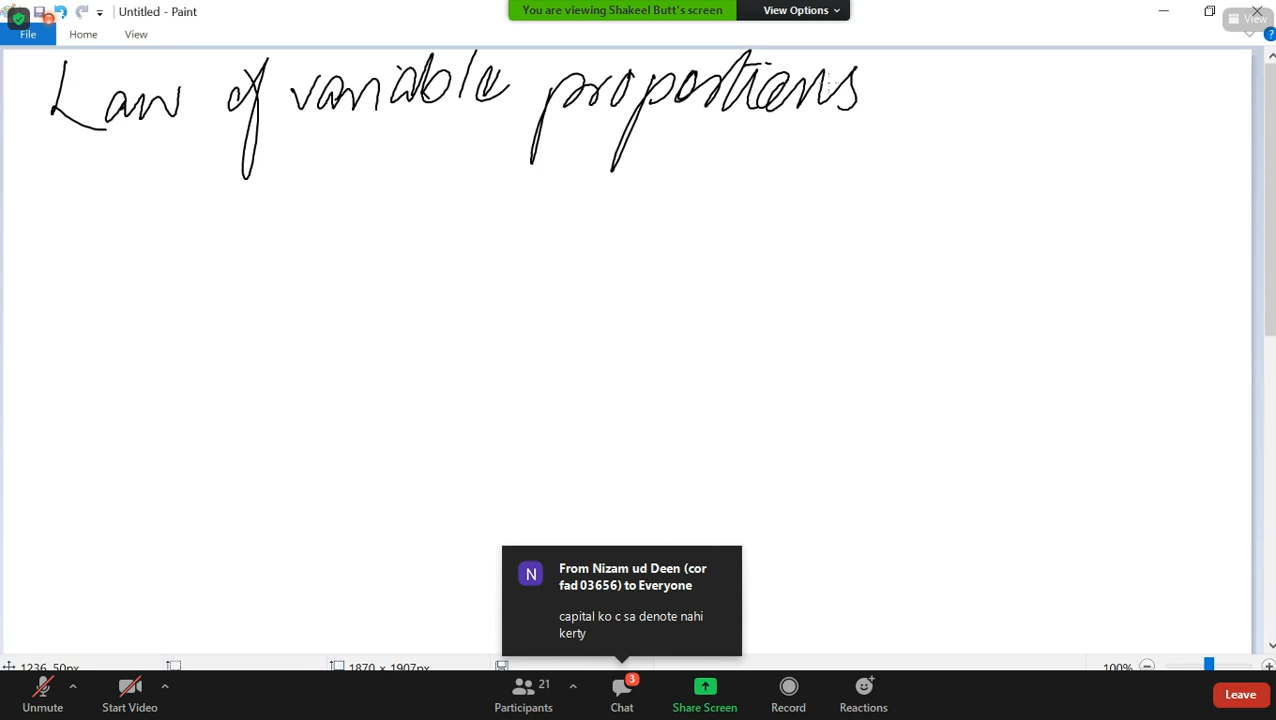 You are viewing Shakeel Butt's screen
View Options
Untitled - Paint
View
File
Home
View
Law of variable proportions
From Nizam ud Deen (cor
fad 03656) to Everyone
capital ko c sa denote nahi
kerty
1236, 50px
1870 × 1907px
100%
Unmute
Start Video
21
Participants
3
Chat
Share Screen
Record
Reactions
Leave